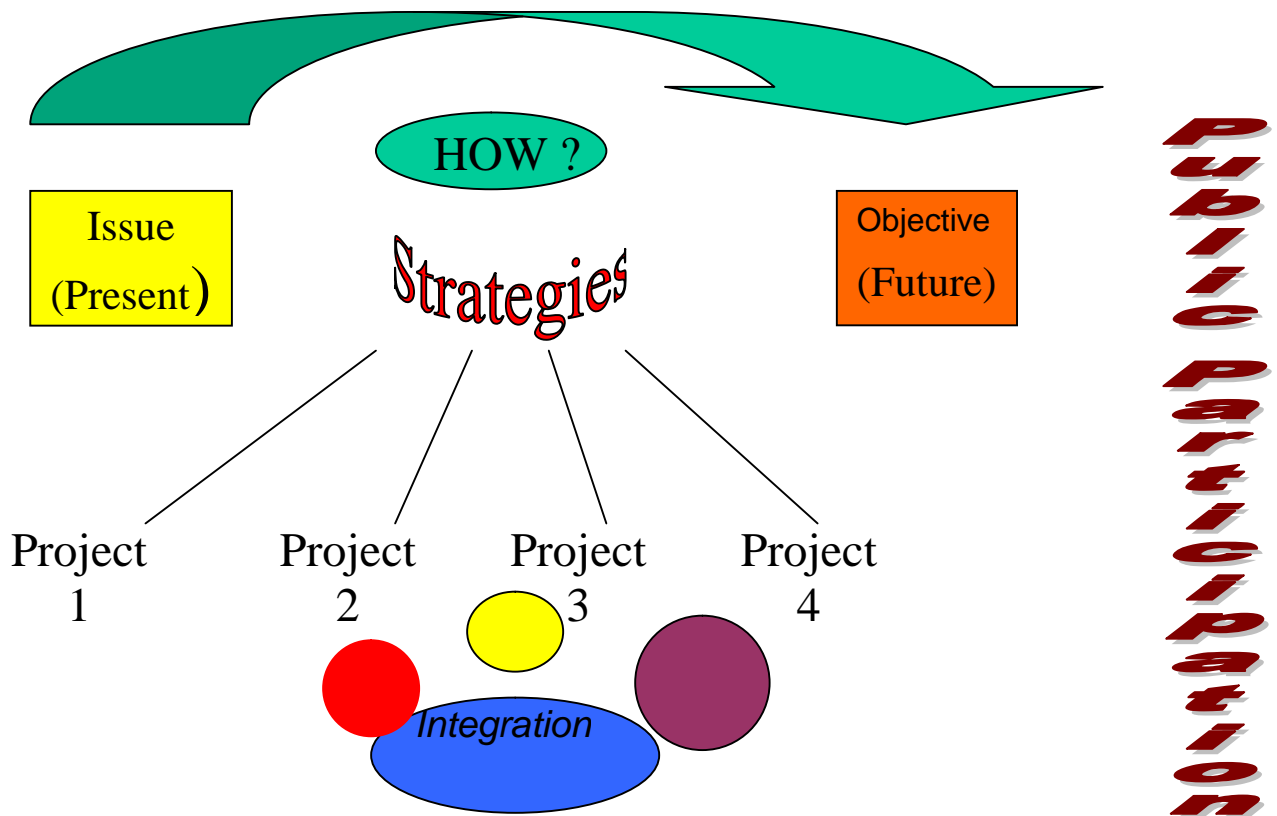 HOW ?
Issue
(Present)
Strategies
Objective
(Future)
Project
1
Project
2
Project
3
Project
4
Integration
Public Participation